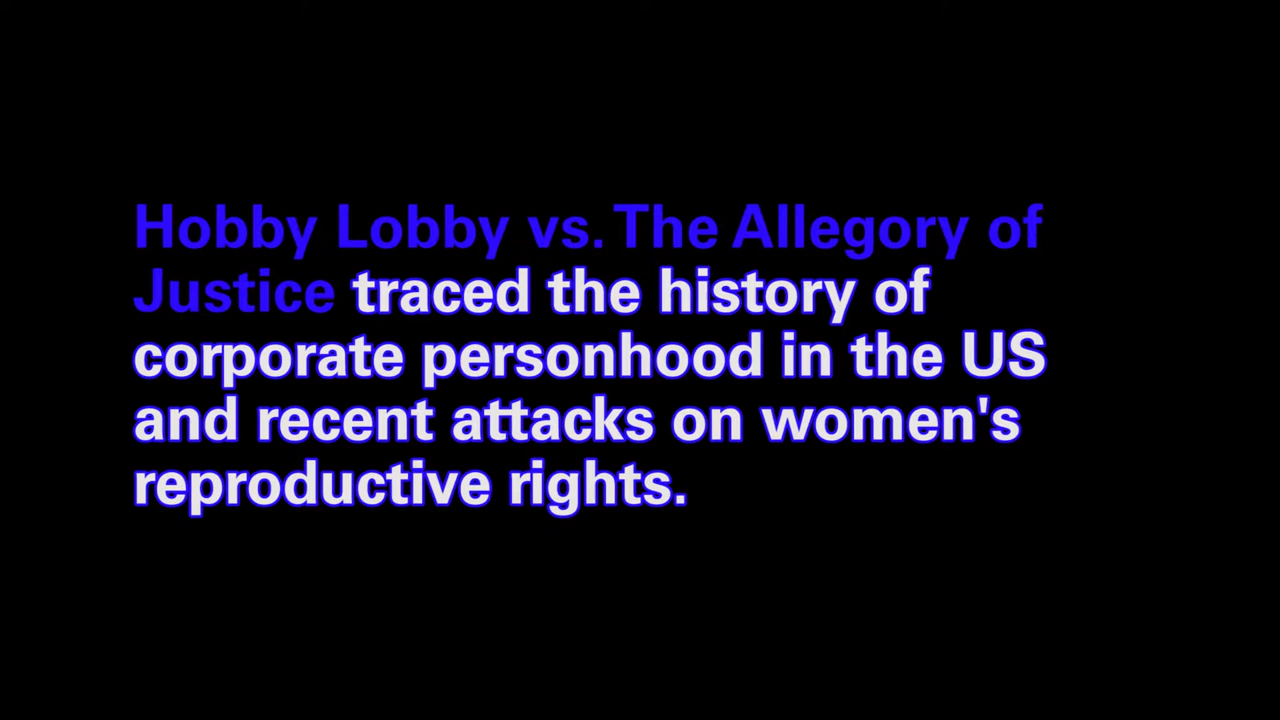 Hobby Lobby vs. The Allegory of
Justice traced the history of
corporate personhood in the US
and recent attacks on women's
reproductive rights.